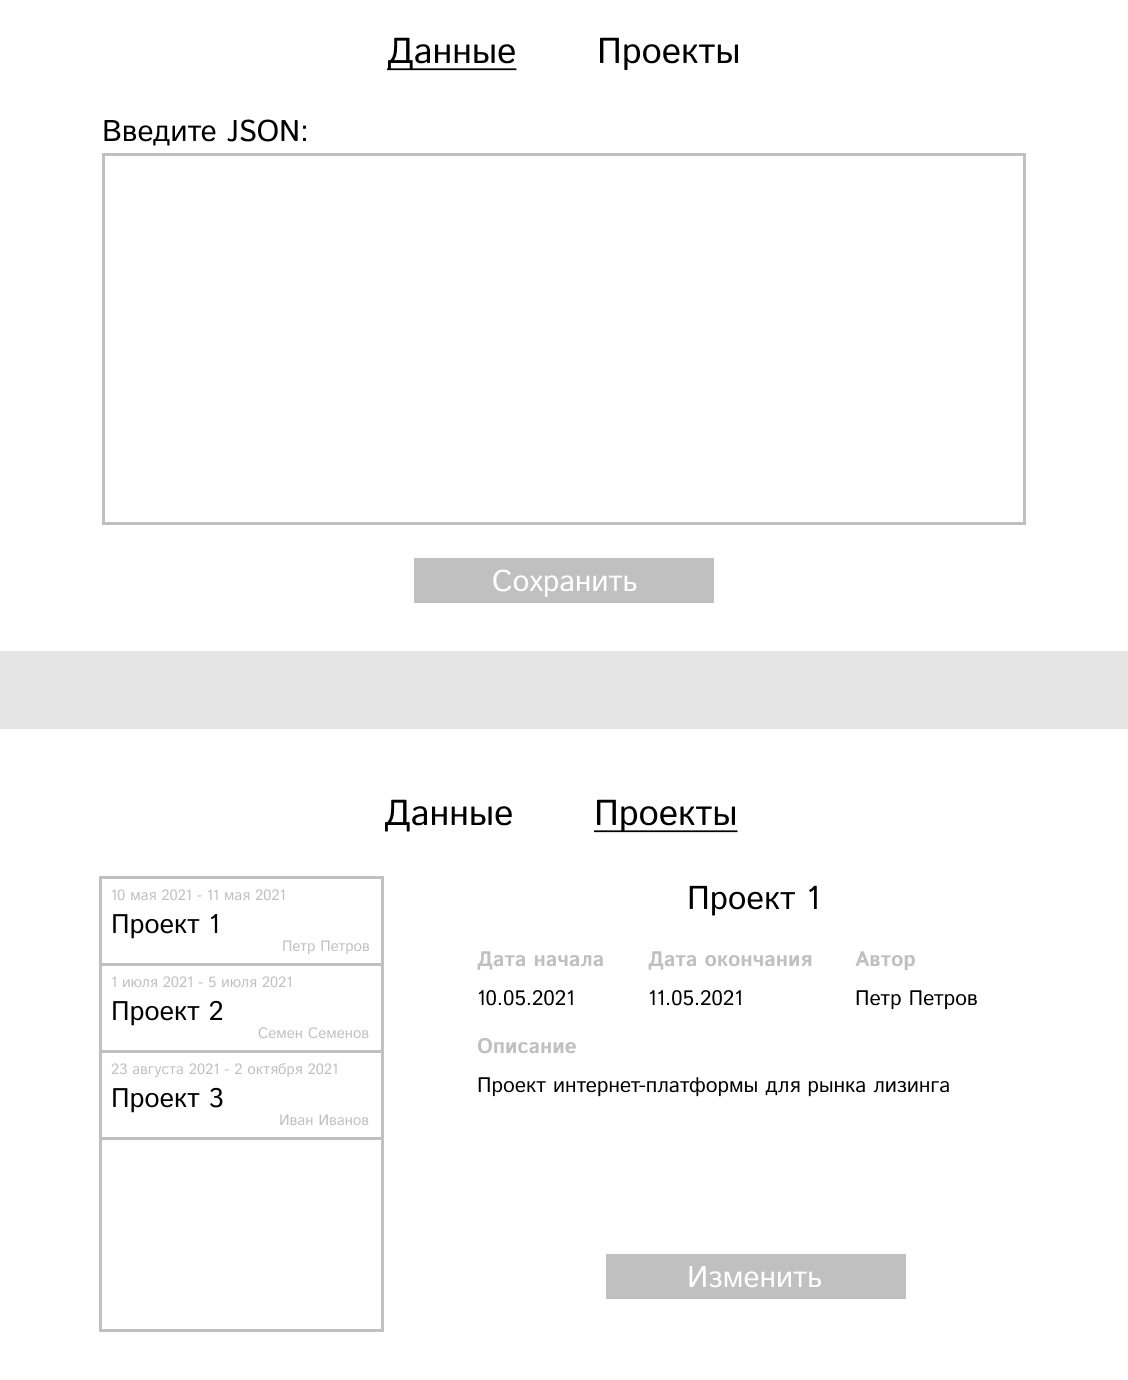 Данные Проекты
Введите JSON:
Сохранить
Данные Проекты
10 мая 2021 - 11 мая 2021
Проект 1
Петр Петров
1 июля 2021 - 5 июля 2021
Проект 2
Семен Семенов
23 августа 2021 - 2 октября 2021
Проект 3
Иван Иванов
Проект 1
Дата начала Дата окончания Автор
10.05.2021 11.05.2021 Петр Петров
Описание
Проект интернет-платформы для рынка лизинга
Изменить